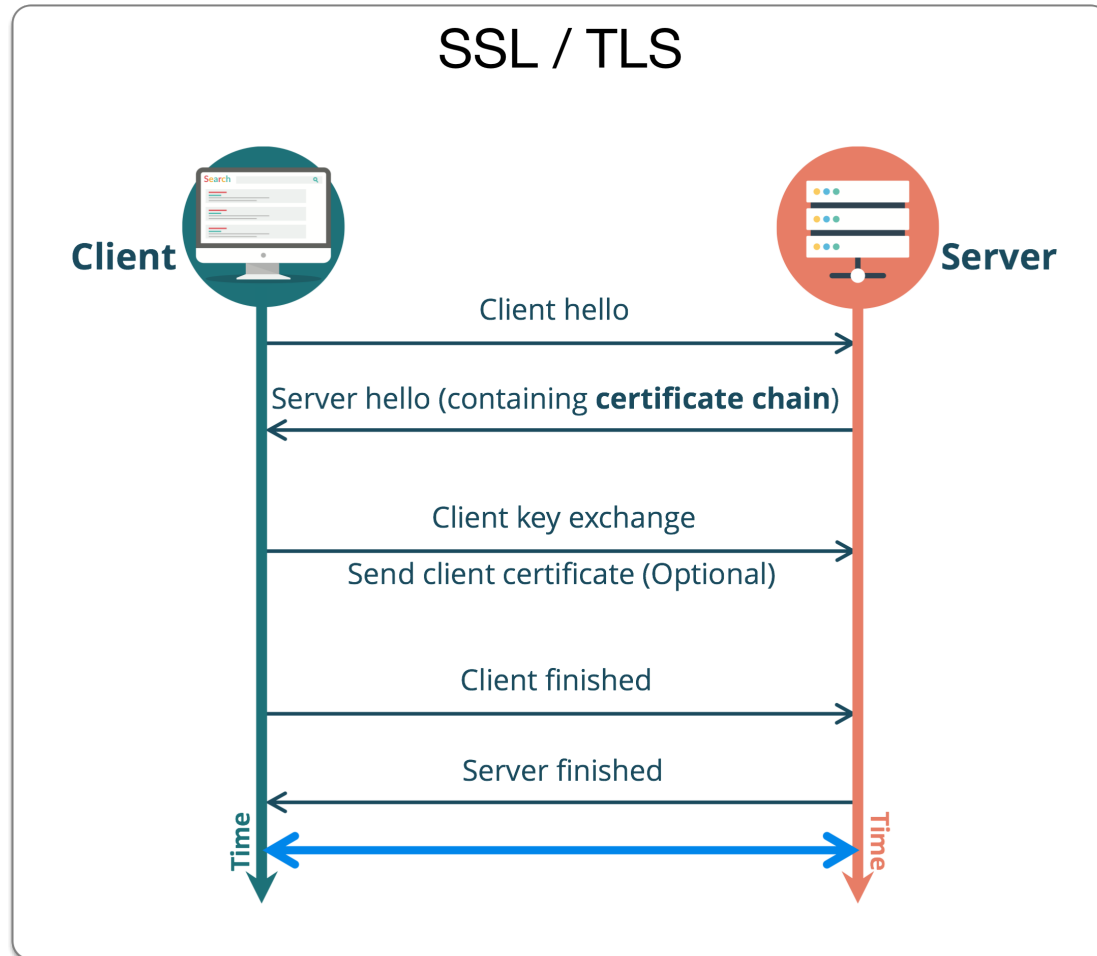 SSL / TLS
Search
Client
Server
Client hello
Server hello (containing certificate chain)
Client key exchange
Send client certificate (Optional)
Client finished
Server finished
Time
Time